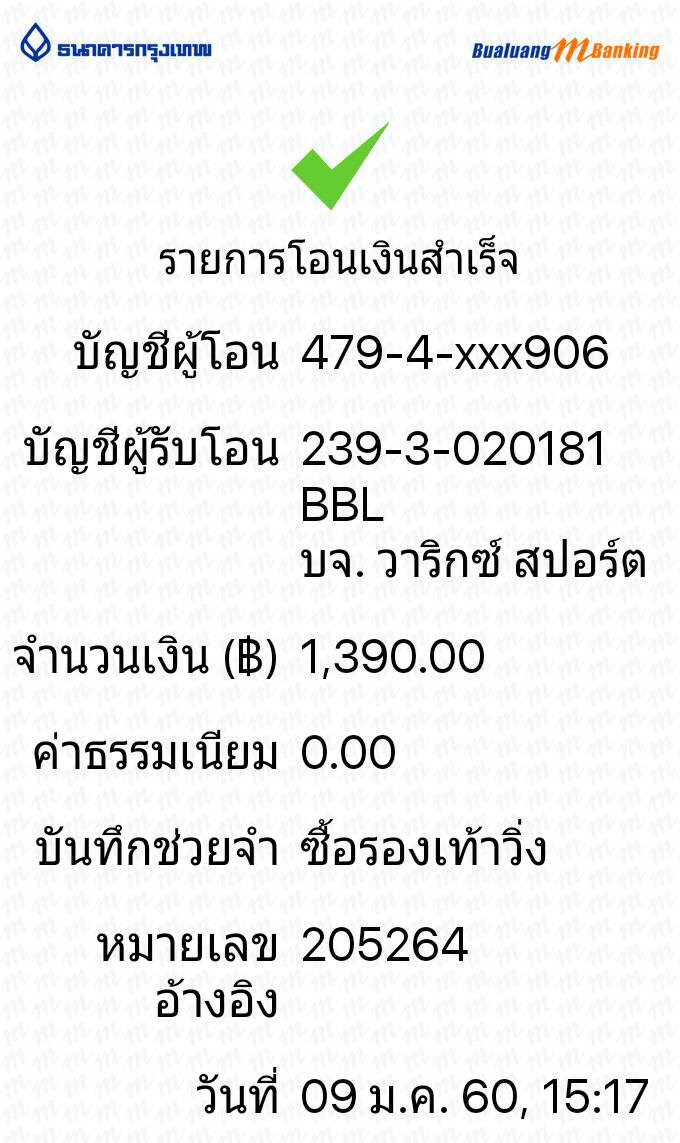 ธนาคารกรุงเทพ Bualuang mBanking
รายการโอนเงินสำเร็จ
บัญชีผู้โอน 479-4-xxx906
บัญชีผู้รับโอน 239-3-020181
BBL
บจ. วาริกซ์ สปอร์ต
จำนวนเงิน (฿) 1,390.00
ค่าธรรมเนียม 0.00
บันทึกช่วยจำ ซื้อรองเท้าวิ่ง
หมายเลข 205264
อ้างอิง
วันที่ 09 ม.ค. 60, 15:17